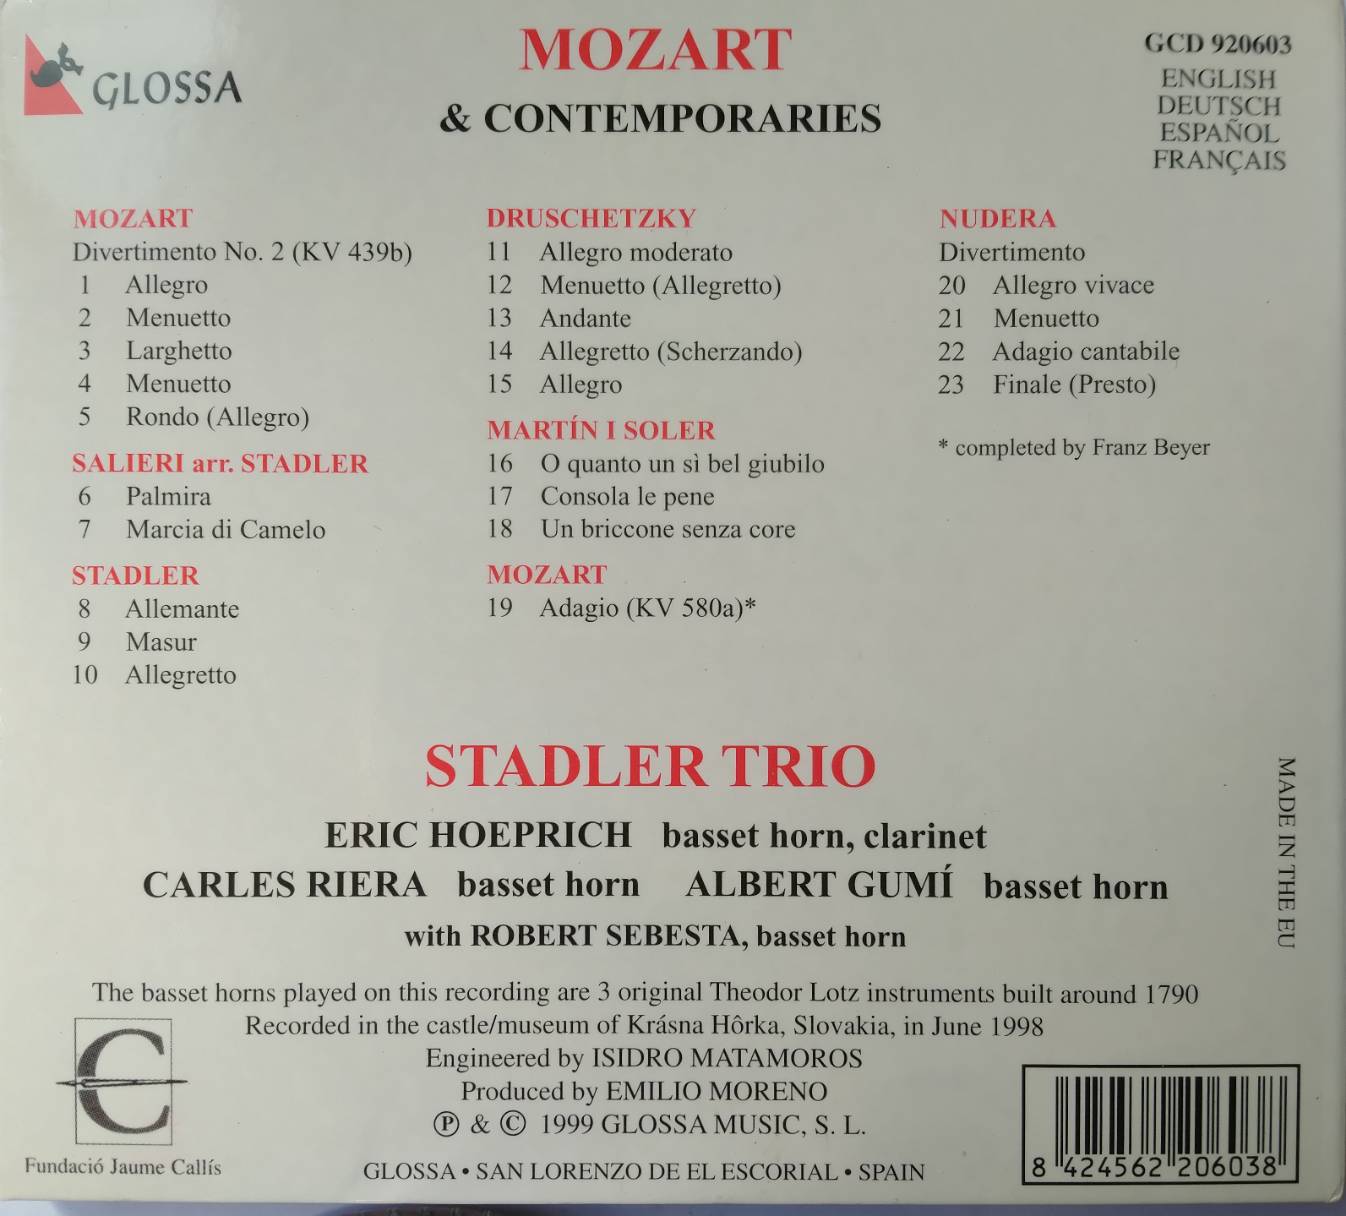 GLOSSA
MOZART
& CONTEMPORARIES
GCD 920603
ENGLISH
DEUTSCH
ESPAÑOL
FRANÇAIS
MOZART
Divertimento No. 2 (KV 439b)
1 Allegro
2 Menuetto
3 Larghetto
4 Menuetto
5 Rondo (Allegro)
SALIERI arr. STADLER
6 Palmira
7 Marcia di Camelo
STADLER
8 Allemante
9 Masur
10 Allegretto
DRUSCHETZKY
11 Allegro moderato
12 Menuetto (Allegretto)
13 Andante
14 Allegretto (Scherzando)
15 Allegro
MARTÍN I SOLER
16 O quanto un sì bel giubilo
17 Consola le pene
18 Un briccone senza core
MOZART
19 Adagio (KV 580a)*
NUDERA
Divertimento
20 Allegro vivace
21 Menuetto
22 Adagio cantabile
23 Finale (Presto)
* completed by Franz Beyer
STADLER TRIO
ERIC HOEPRICH basset horn, clarinet
CARLES RIERA basset horn ALBERT GUMÍ basset horn
with ROBERT SEBESTA, basset horn
MADE IN THE EU
The basset horns played on this recording are 3 original Theodor Lotz instruments built around 1790
Recorded in the castle/museum of Krásna Hôrka, Slovakia, in June 1998
Engineered by ISIDRO MATAMOROS
Produced by EMILIO MORENO
Ⓟ & © 1999 GLOSSA MUSIC, S. L.
GLOSSA • SAN LORENZO DE EL ESCORIAL • SPAIN
C
Fundació Jaume Callís
8 424562 206038